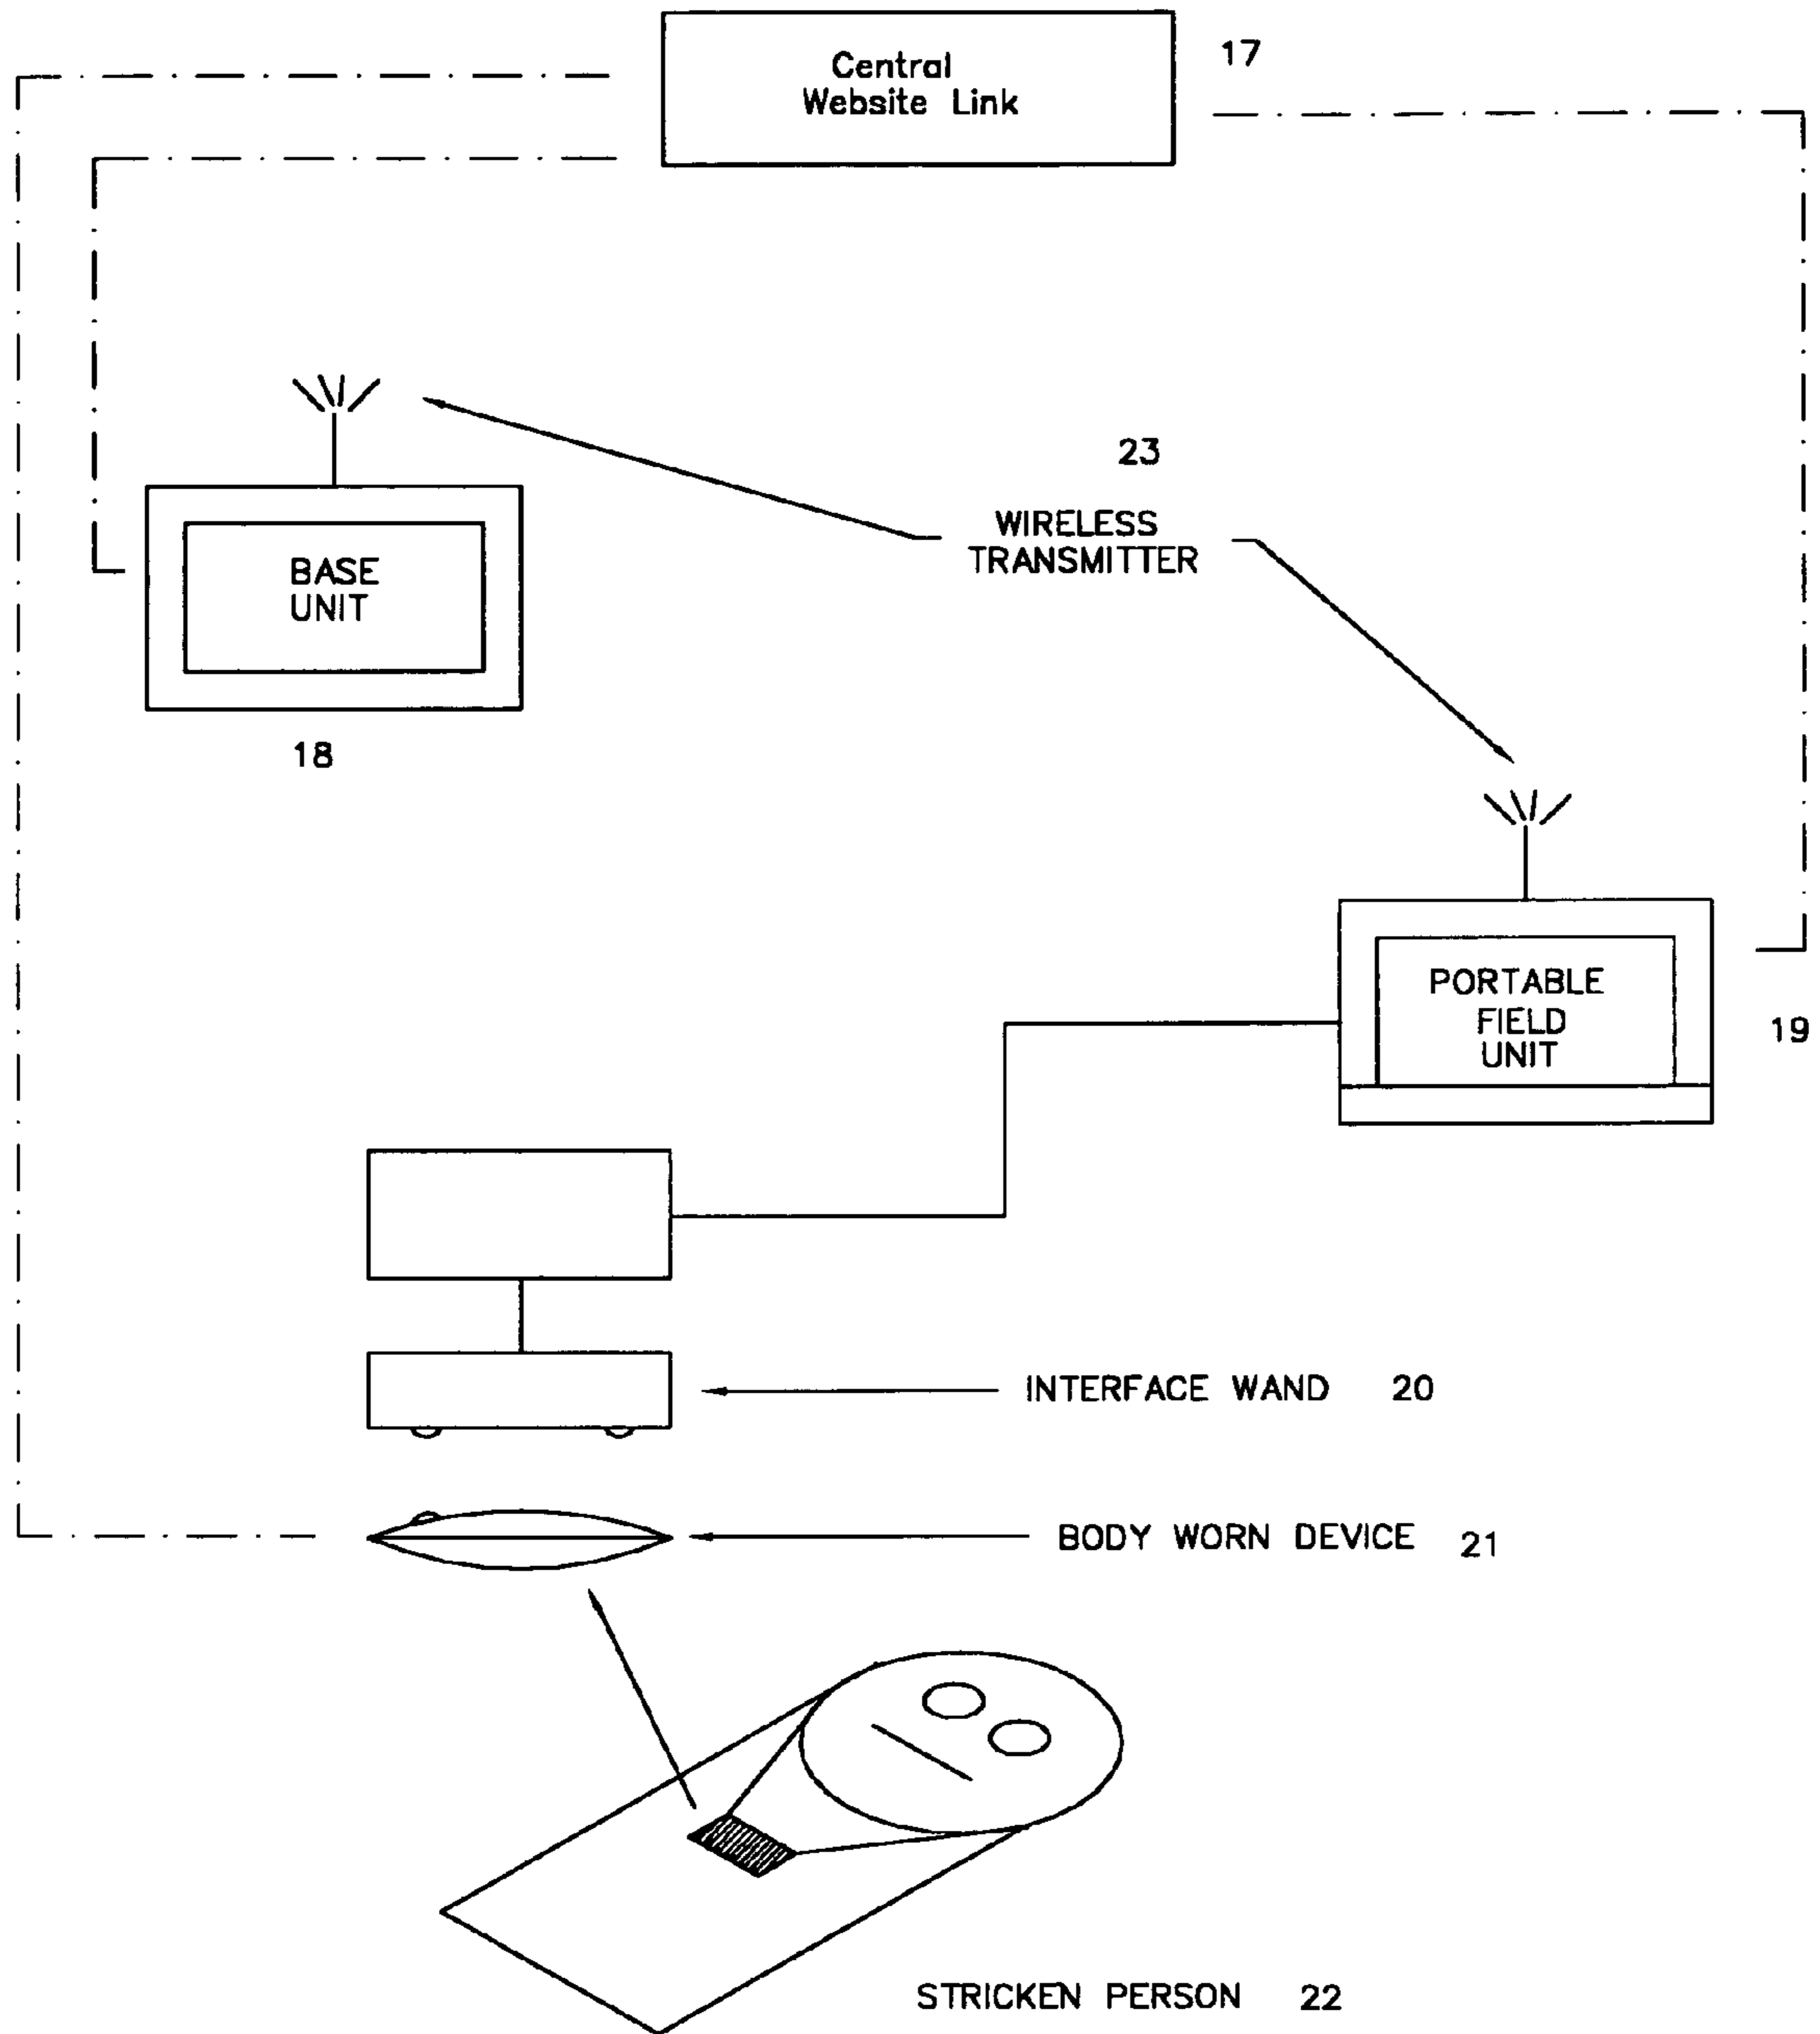 Central
Website Link
17
23
WIRELESS
TRANSMITTER
BASE
UNIT
18
PORTABLE
FIELD
UNIT
19
INTERFACE WAND 20
BODY WORN DEVICE 21
STRICKEN PERSON 22